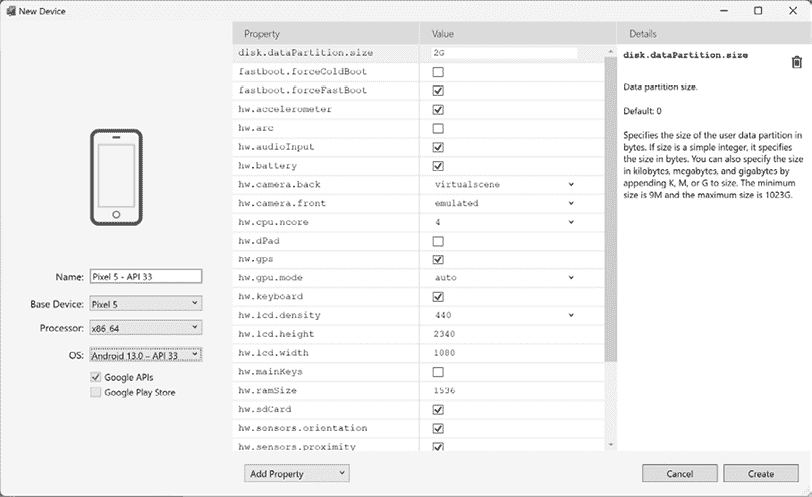 New Device
Name: Pixel 5 - API 33
Base Device: Pixel 5
Processor: x86_64
OS: Android 13.0 – API 33
Google APIs
Google Play Store
Property Value
disk.dataPartition.size 2G
fastboot.forceColdBoot
fastboot.forceFastBoot
hw.accelerometer
hw.arc
hw.audioInput
hw.battery
hw.camera.back virtualscene
hw.camera.front emulated
hw.cpu.ncore 4
hw.dPad
hw.gps
hw.gpu.mode auto
hw.keyboard
hw.lcd.density 440
hw.lcd.height 2340
hw.lcd.width 1080
hw.mainKeys
hw.ramSize 1536
hw.sdCard
hw.sensors.orientation
hw.sensors.proximity
Add Property
Details
disk.dataPartition.size
Data partition size.
Default: 0
Specifies the size of the user data partition in
bytes. If size is a simple integer, it specifies
the size in bytes. You can also specify the size
in kilobytes, megabytes, and gigabytes by
appending K, M, or G to size. The minimum
size is 9M and the maximum size is 1023G.
Cancel
Create